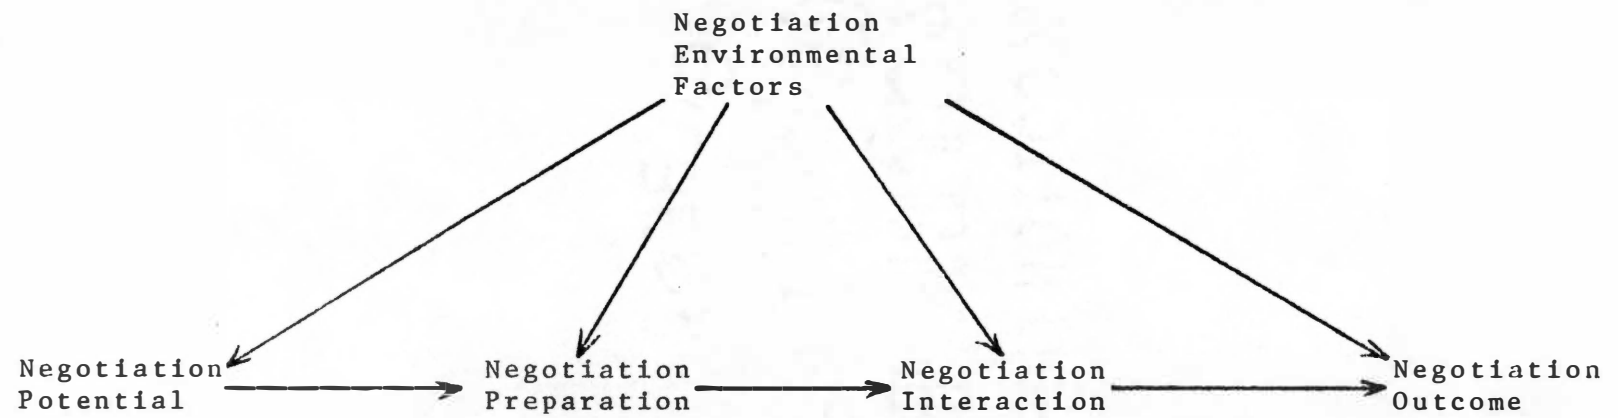 Negotiation
Environmental
Factors
Negotiation
Potential
Negotiation
Preparation
Negotiation
Interaction
Negotiation
Outcome